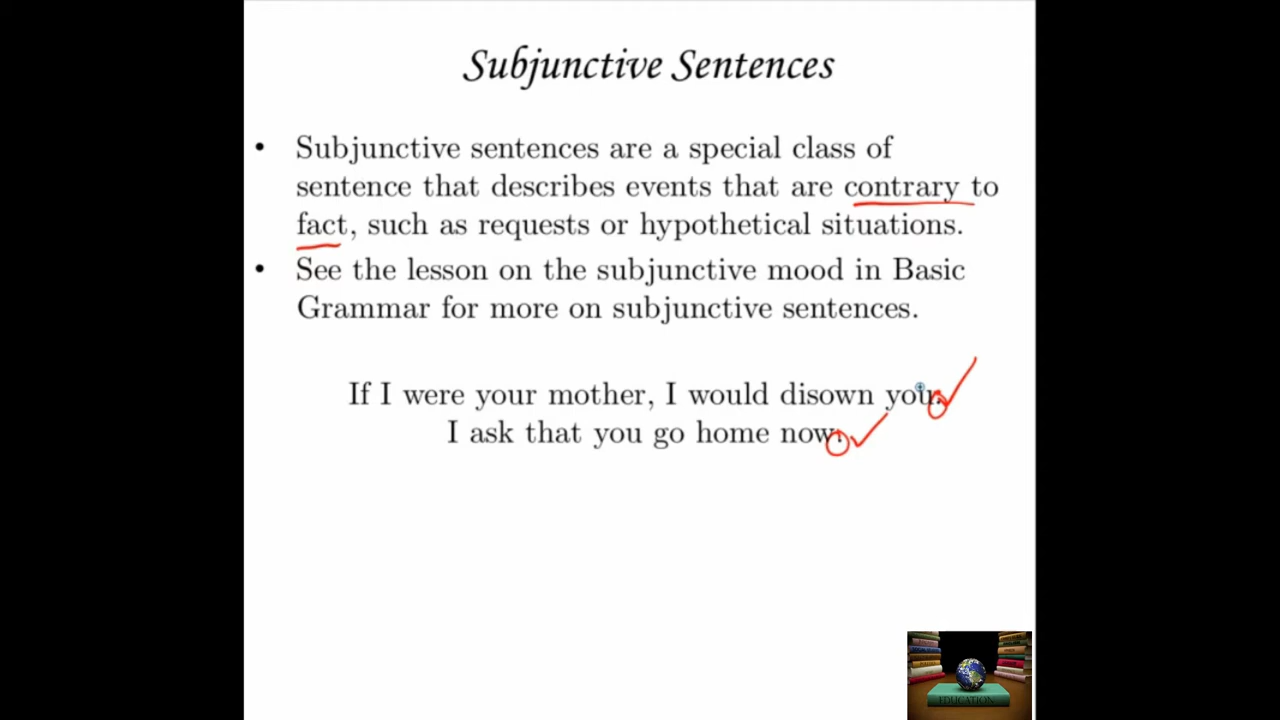 Subjunctive Sentences
• Subjunctive sentences are a special class of
sentence that describes events that are contrary to
fact, such as requests or hypothetical situations.
• See the lesson on the subjunctive mood in Basic
Grammar for more on subjunctive sentences.
If I were your mother, I would disown you.
I ask that you go home now.
EDUCATION